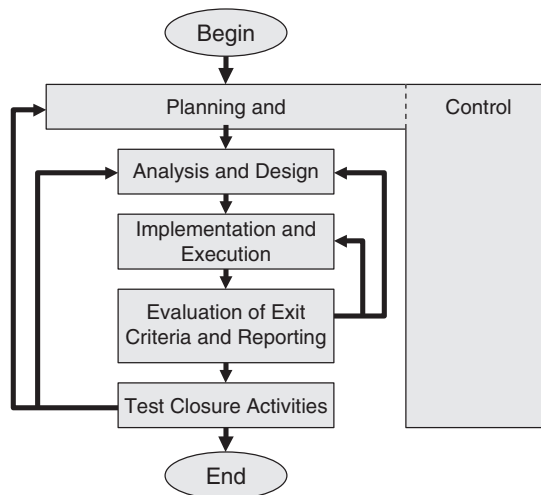 Begin
Planning and
Control
Analysis and Design
Implementation and
Execution
Evaluation of Exit
Criteria and Reporting
Test Closure Activities
End